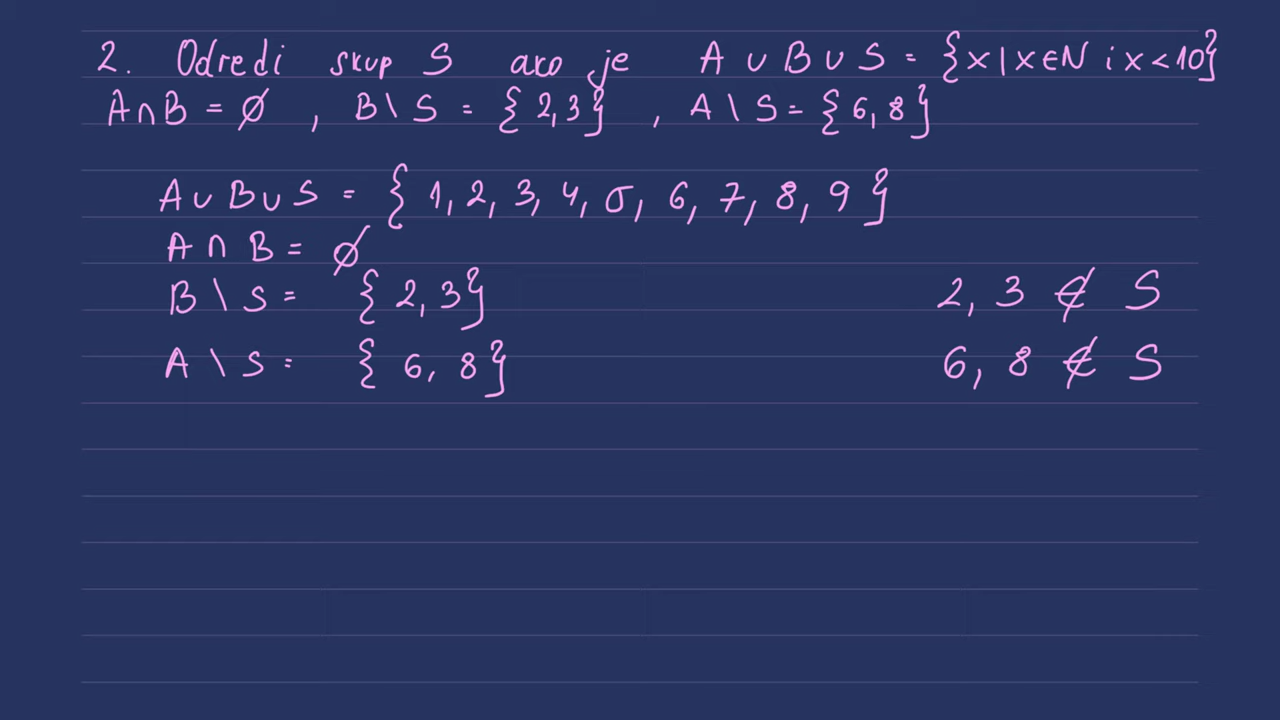 2. Odredi skup S ako je A ∪ B ∪ S = {x | x ∈ N i x < 10}
A ∩ B = ∅ , B \ S = {2, 3} , A \ S = {6, 8}
A ∪ B ∪ S = {1, 2, 3, 4, 5, 6, 7, 8, 9}
A ∩ B = ∅
B \ S = {2, 3} 2, 3 ∉ S
A \ S = {6, 8} 6, 8 ∉ S